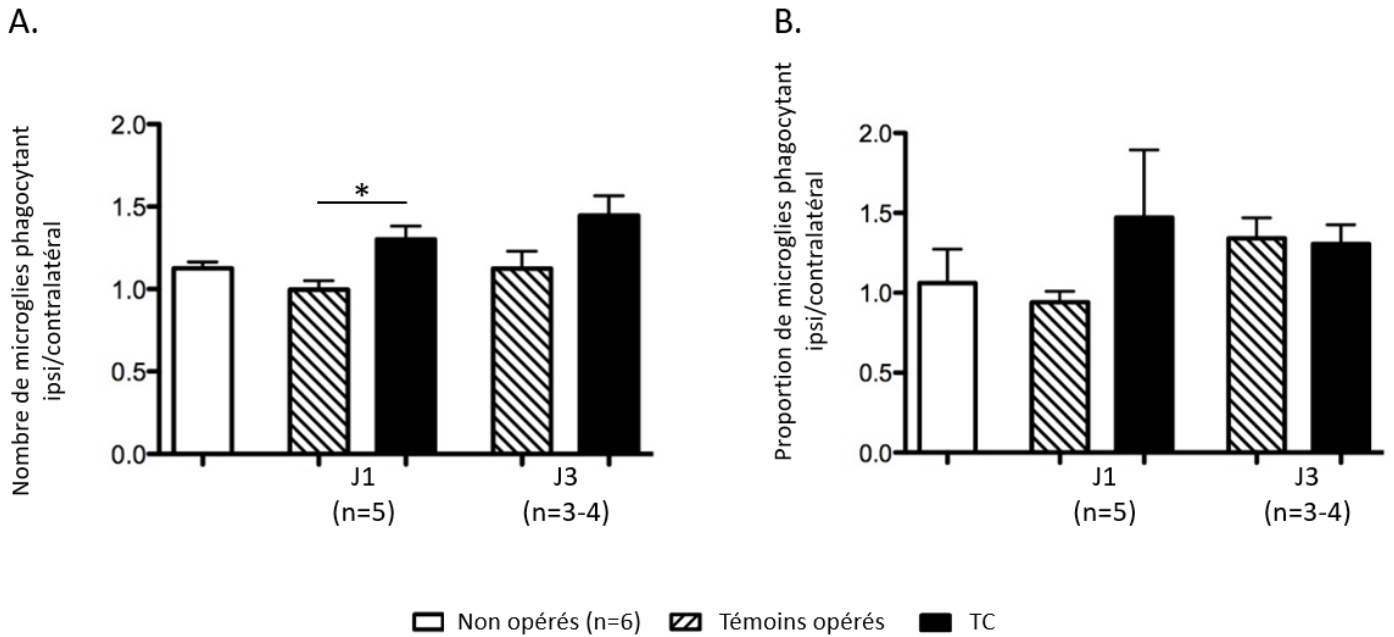 A.
Nombre de microglies phagocytant
ipsi/contralatéral
2.0
1.5
1.0
0.5
0.0
*
J1
(n=5)
J3
(n=3-4)
B.
Proportion de microglies phagocytant
ipsi/contralatéral
2.0
1.5
1.0
0.5
0.0
J1
(n=5)
J3
(n=3-4)
Non opérés (n=6)
Témoins opérés
TC